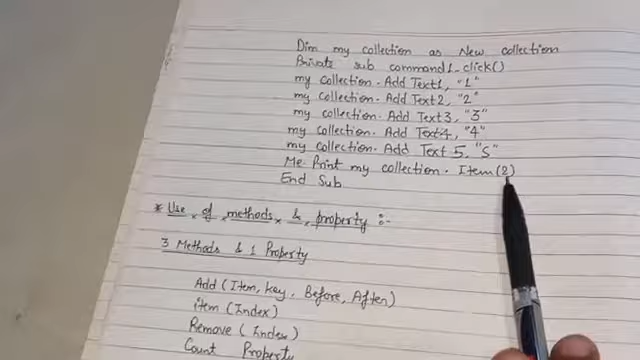 Dim my collection as New collection
Private sub command1_click()
my collection. Add Text1, "1"
my collection. Add Text2, "2"
my collection. Add Text3, "3"
my collection. Add Text4, "4"
my collection. Add Text 5, "5"
Me. Print my collection. Item(2)
End Sub
* Use of methods & property :-
3 Methods & 1 Property
Add (Item, Key, Before, After)
item (Index)
Remove (Index)
Count Property